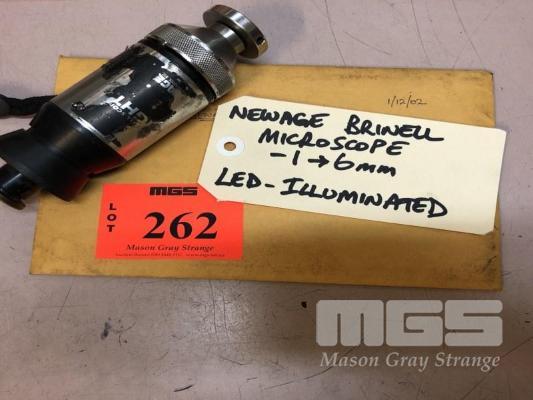 1/12/02
NEWAGE BRINELL
MICROSCOPE
-1→6mm
LED-ILLUMINATED
MGS
LOT
262
Mason Gray Strange
MGS
Mason Gray Strange